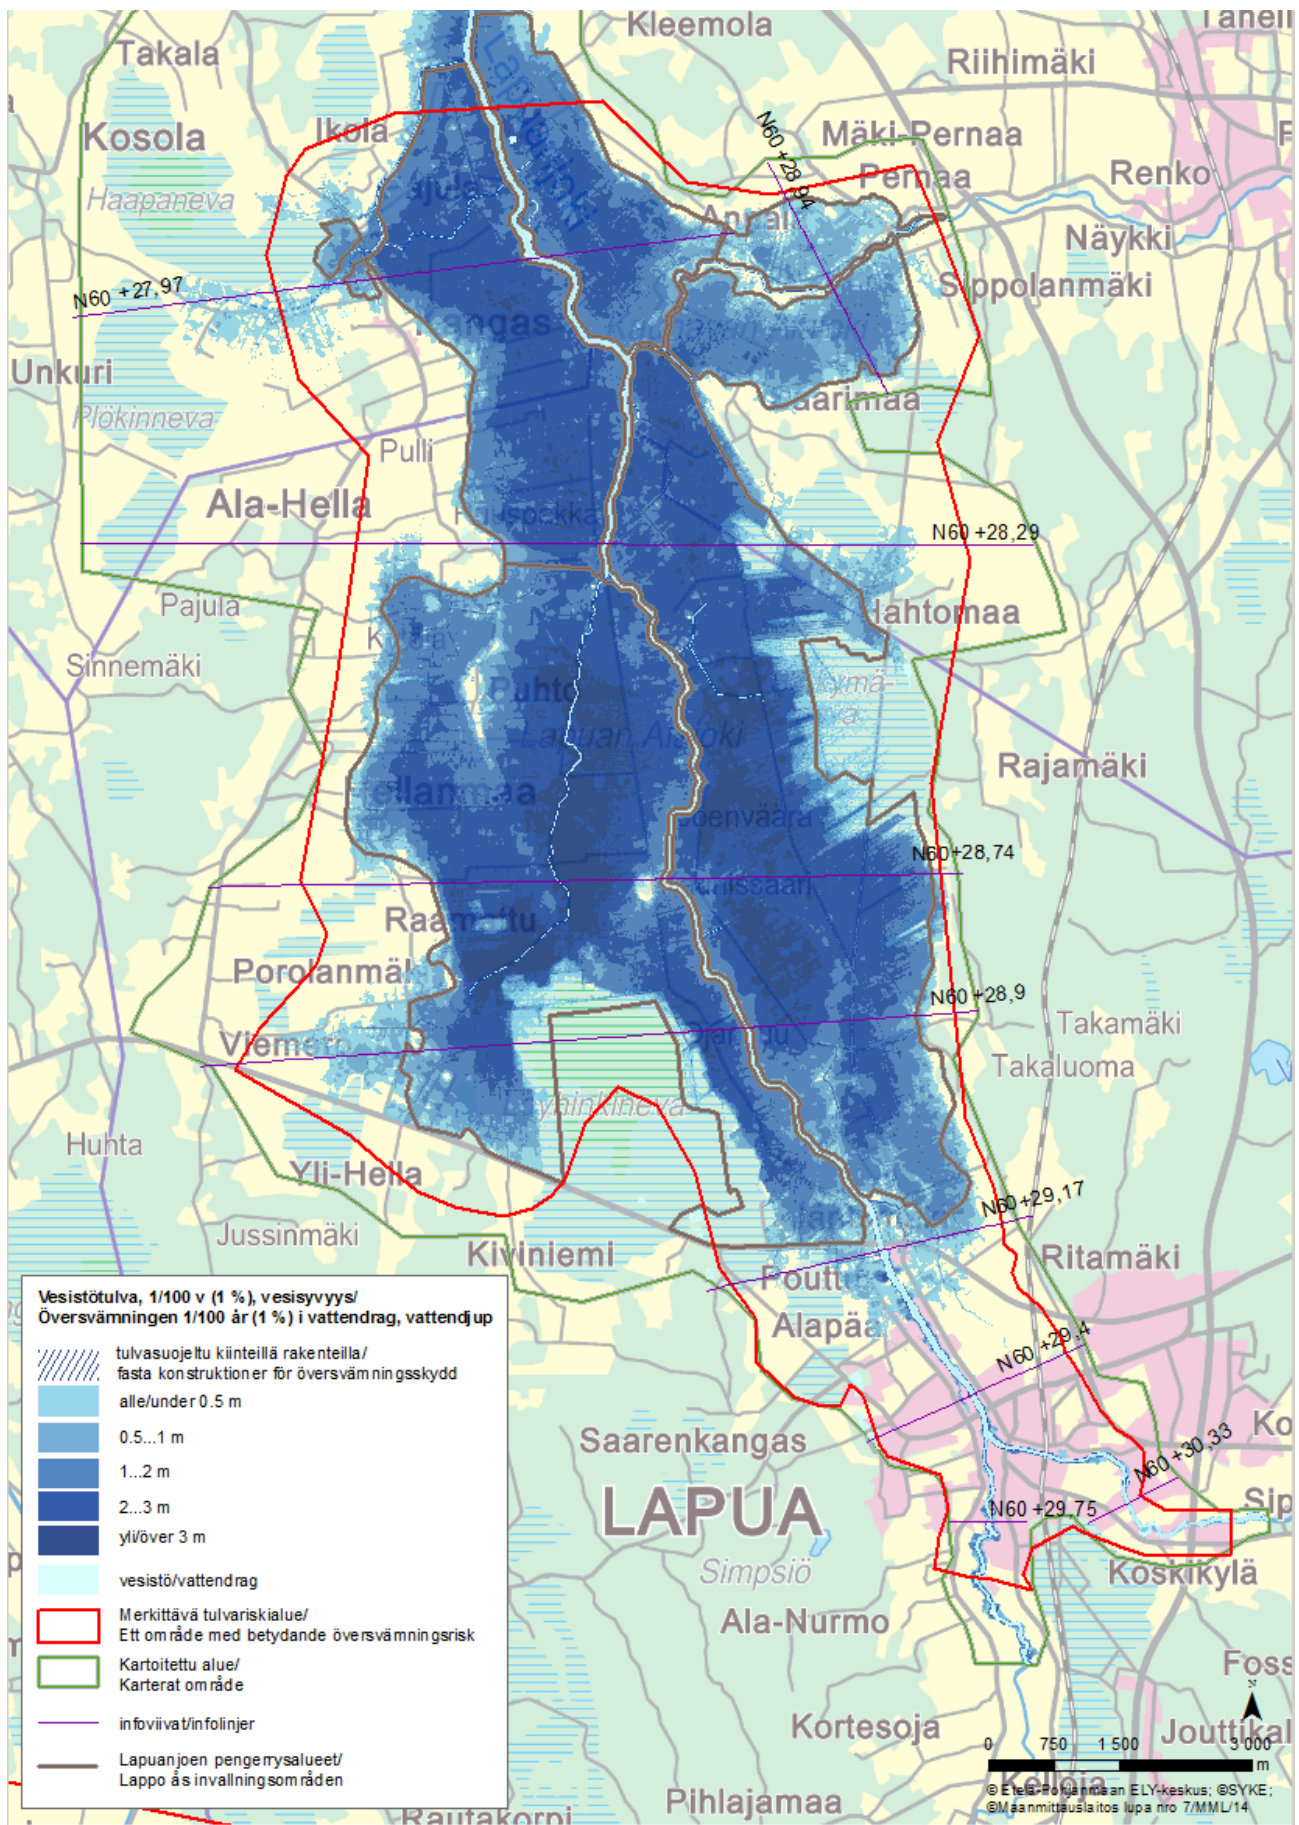 Kleemola
Takala
Riihimäki
Kosola
Ikola
Mäki-Pernaa
Pernaa
Renko
Haapaneva
N60 +28,94
Näykki
N60 +27,97
Sippolanmäki
Unkuri
Plökinneva
Pulli
Ala-Hella
N60 +28,29
Pajula
Sinnemäki
Puhto
Lapuan Alajoki
Rajamäki
N60 +28,74
Raamattu
Porolanmäki
N60 +28,9
Takamäki
Takaluoma
Huhta
Yli-Hella
N60 +29,17
Jussinmäki
Kiviniemi
Ritamäki
Alapää
N60 +29,4
Saarenkangas
N60 +30,33
LAPUA
N60 +29,75
Simpsiö
Koskikylä
Ala-Nurmo
Kortesoja
Pihlajamaa
Rautakorpi
Vesistötulva, 1/100 v (1 %), vesisyvyys/
Översvämningen 1/100 år (1 %) i vattendrag, vattendjup
tulvasuojeltu kiinteillä rakenteilla/
fasta konstruktioner för översvämningsskydd
alle/under 0.5 m
0.5...1 m
1...2 m
2...3 m
yli/över 3 m
vesistö/vattendrag
Merkittävä tulvariskialue/
Ett område med betydande översvämningsrisk
Kartoitettu alue/
Karterat område
infoviivat/infolinjer
Lapuanjoen pengerrysalueet/
Lappo ås invallningsområden
N
0 750 1 500 3 000
m
© Etelä-Pohjanmaan ELY-keskus; ©SYKE;
©Maanmittauslaitos lupa nro 7/MML/14